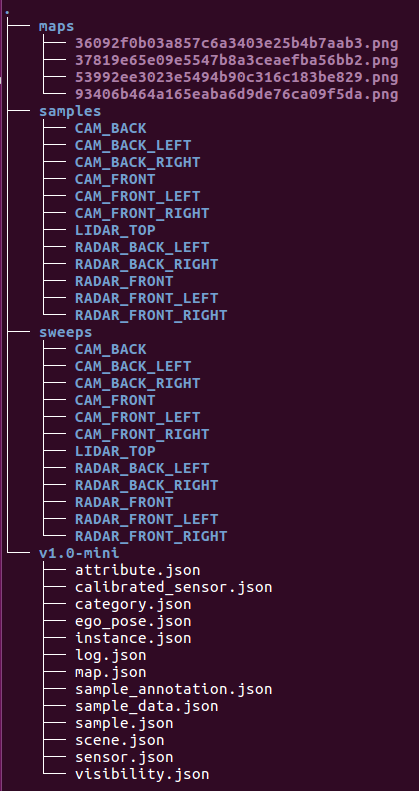 .
├── maps
│   ├── 36092f0b03a857c6a3403e25b4b7aab3.png
│   ├── 37819e65e09e5547b8a3ceaefba56bb2.png
│   ├── 53992ee3023e5494b90c316c183be829.png
│   └── 93406b464a165eaba6d9de76ca09f5da.png
├── samples
│   ├── CAM_BACK
│   ├── CAM_BACK_LEFT
│   ├── CAM_BACK_RIGHT
│   ├── CAM_FRONT
│   ├── CAM_FRONT_LEFT
│   ├── CAM_FRONT_RIGHT
│   ├── LIDAR_TOP
│   ├── RADAR_BACK_LEFT
│   ├── RADAR_BACK_RIGHT
│   ├── RADAR_FRONT
│   ├── RADAR_FRONT_LEFT
│   └── RADAR_FRONT_RIGHT
├── sweeps
│   ├── CAM_BACK
│   ├── CAM_BACK_LEFT
│   ├── CAM_BACK_RIGHT
│   ├── CAM_FRONT
│   ├── CAM_FRONT_LEFT
│   ├── CAM_FRONT_RIGHT
│   ├── LIDAR_TOP
│   ├── RADAR_BACK_LEFT
│   ├── RADAR_BACK_RIGHT
│   ├── RADAR_FRONT
│   ├── RADAR_FRONT_LEFT
│   └── RADAR_FRONT_RIGHT
└── v1.0-mini
    ├── attribute.json
    ├── calibrated_sensor.json
    ├── category.json
    ├── ego_pose.json
    ├── instance.json
    ├── log.json
    ├── map.json
    ├── sample_annotation.json
    ├── sample_data.json
    ├── sample.json
    ├── scene.json
    ├── sensor.json
    └── visibility.json